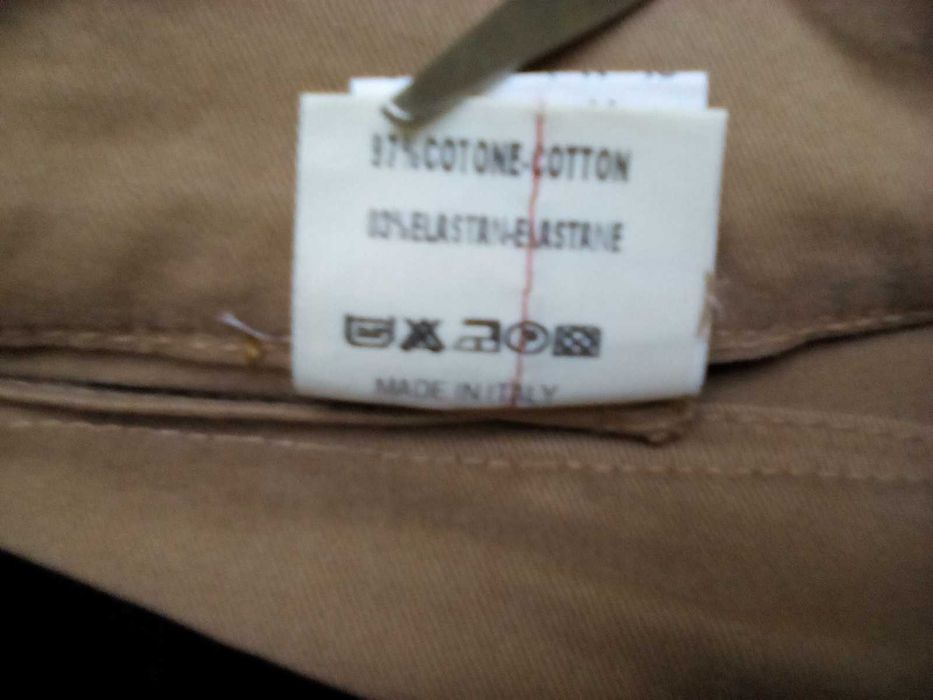 97%COTONE-COTTON
03%ELASTAN-ELASTANE
MADE IN ITALY